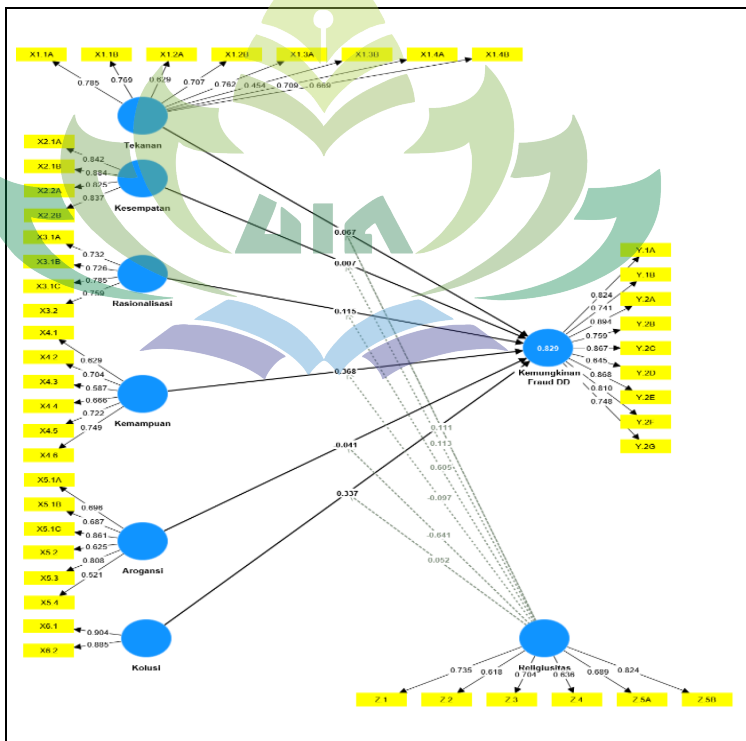 X1.1A X1.1B X1.2A X1.2B X1.3A X1.3B X1.4A X1.4B
0.785 0.769 0.829 0.707 0.762 0.454 0.709 0.669
Tekanan
X2.1A
X2.1B
X2.2A
X2.2B
0.842
0.884
0.825
0.837
Kesempatan
X3.1A
X3.1B
X3.1C
X3.2
0.732
0.726
0.785
0.759
Rasionalisasi
X4.1
X4.2
X4.3
X4.4
X4.5
X4.6
0.629
0.704
0.587
0.666
0.722
0.749
Kemampuan
X5.1A
X5.1B
X5.1C
X5.2
X5.3
X5.4
0.687
0.861
0.625
0.808
0.521
Arogansi
X6.1
X6.2
0.904
0.885
Kolusi
0.067
0.007
0.115
0.041
0.337
0.111
0.113
0.605
-0.097
0.052
0.829
Kemungkinan
Fraud DD
0.824
0.741
0.894
0.759
0.867
0.645
0.868
0.810
0.748
Y.1A
Y.1B
Y.2A
Y.2B
Y.2C
Y.2D
Y.2E
Y.2F
Y.2G
Religiusitas
0.735 0.618 0.704 0.636 0.689 0.824
Z.1 Z.2 Z.3 Z.4 Z.5A Z.5B